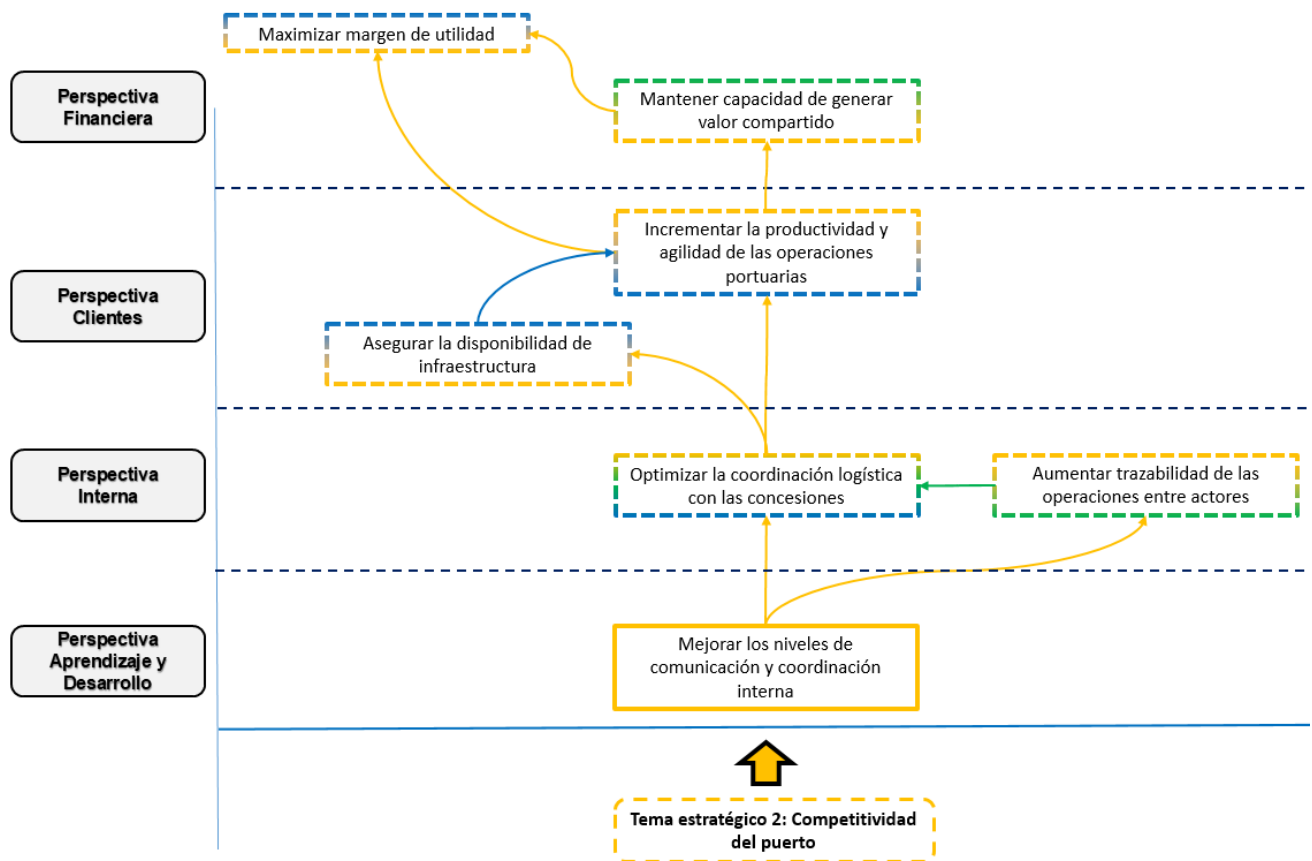 Maximizar margen de utilidad
Perspectiva
Financiera
Mantener capacidad de generar
valor compartido
Incrementar la productividad y
agilidad de las operaciones
portuarias
Perspectiva
Clientes
Asegurar la disponibilidad de
infraestructura
Perspectiva
Interna
Optimizar la coordinación logística
con las concesiones
Aumentar trazabilidad de las
operaciones entre actores
Perspectiva
Aprendizaje y
Desarrollo
Mejorar los niveles de
comunicación y coordinación
interna
Tema estratégico 2: Competitividad
del puerto